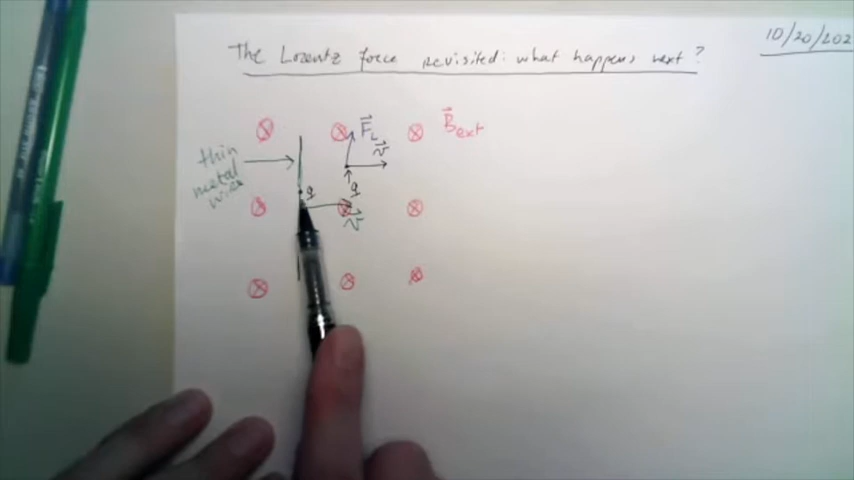 10/20/202
The Lorentz force revisited: what happens next?
thin
metal
wire
F_L
v
B_ext
q
q
v